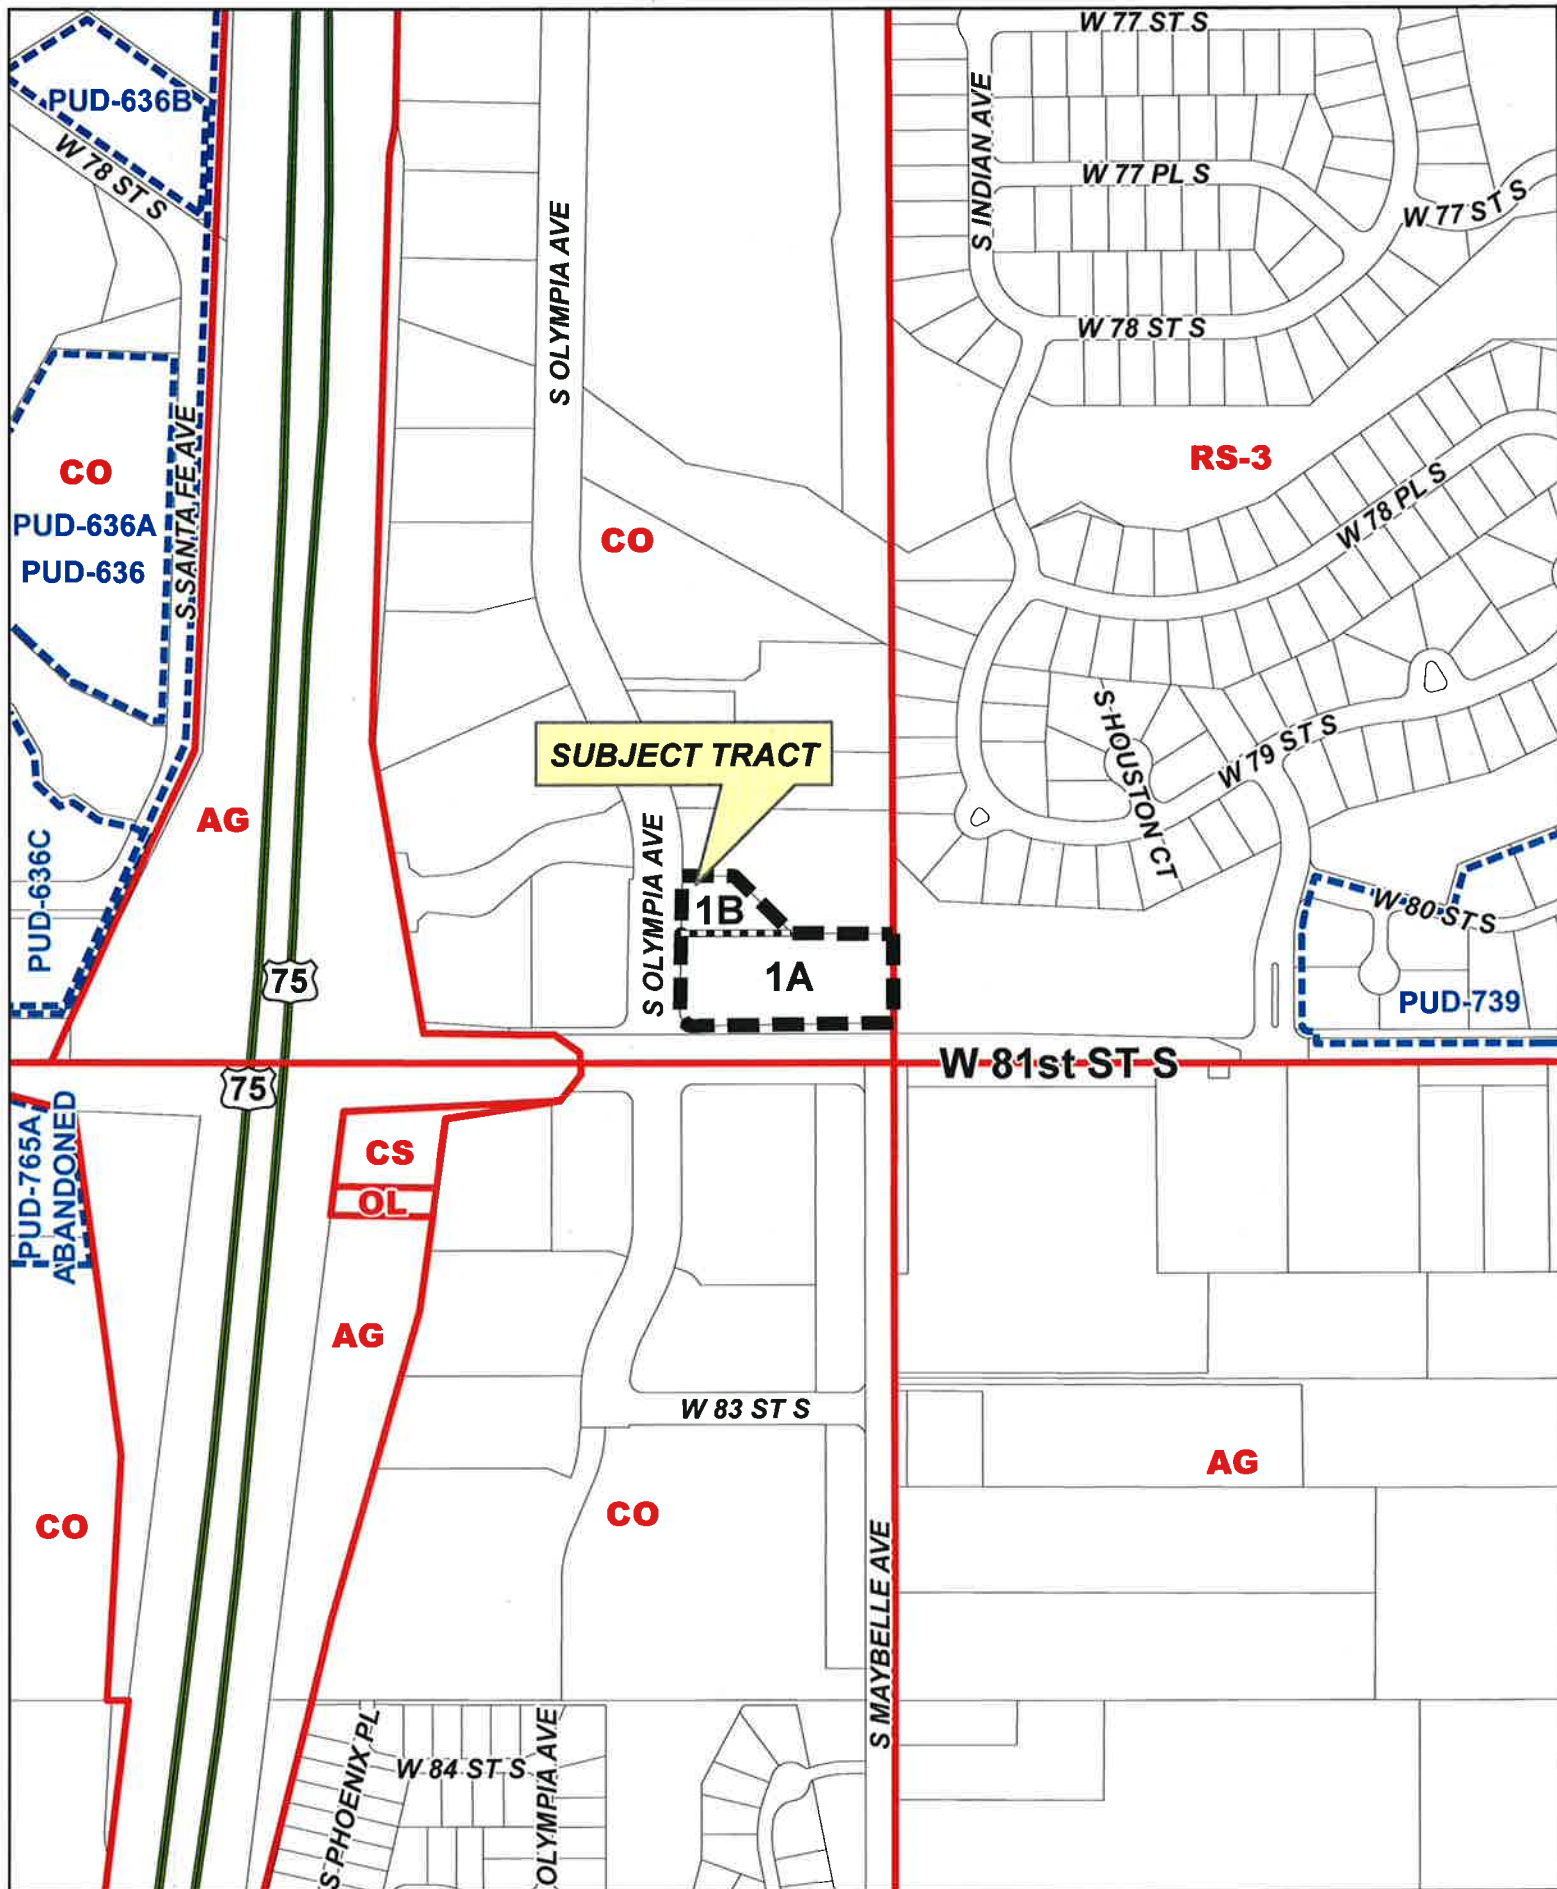 W 77 ST S
PUD-636B
S INDIAN AVE
W 78 ST S
W 77 PL S
W 77 ST S
S OLYMPIA AVE
W 78 ST S
CO
RS-3
S SANTA FE AVE
PUD-636A
W 78 PL S
CO
PUD-636
S HOUSTON CT
W 79 ST S
SUBJECT TRACT
AG
PUD-636C
S OLYMPIA AVE
1B
W 80 ST S
1A
75
PUD-739
W 81st ST S
75
PUD-765A
ABANDONED
CS
OL
AG
W 83 ST S
AG
CO
CO
S MAYBELLE AVE
S PHOENIX PL
W 84 ST S
OLYMPIA AVE